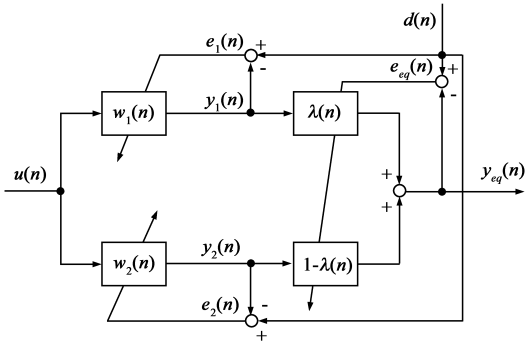 d(n)
e₁(n)
+
-
e_eq(n)
+
-
w₁(n)
y₁(n)
λ(n)
u(n)
+
+
y_eq(n)
w₂(n)
y₂(n)
1-λ(n)
e₂(n)
-
+